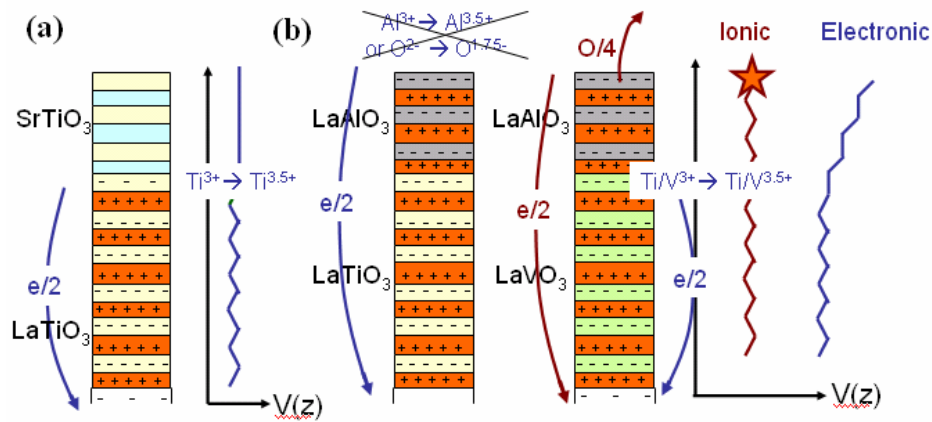 (a)
SrTiO3
Ti3+ → Ti3.5+
e/2
LaTiO3
V(z)
(b)
Al3+ → Al3.5+
or O2- → O1.75-
e/2
LaAlO3
LaTiO3
O/4
LaAlO3
e/2
LaVO3
Ti/V3+ → Ti/V3.5+
e/2
Ionic
Electronic
V(z)